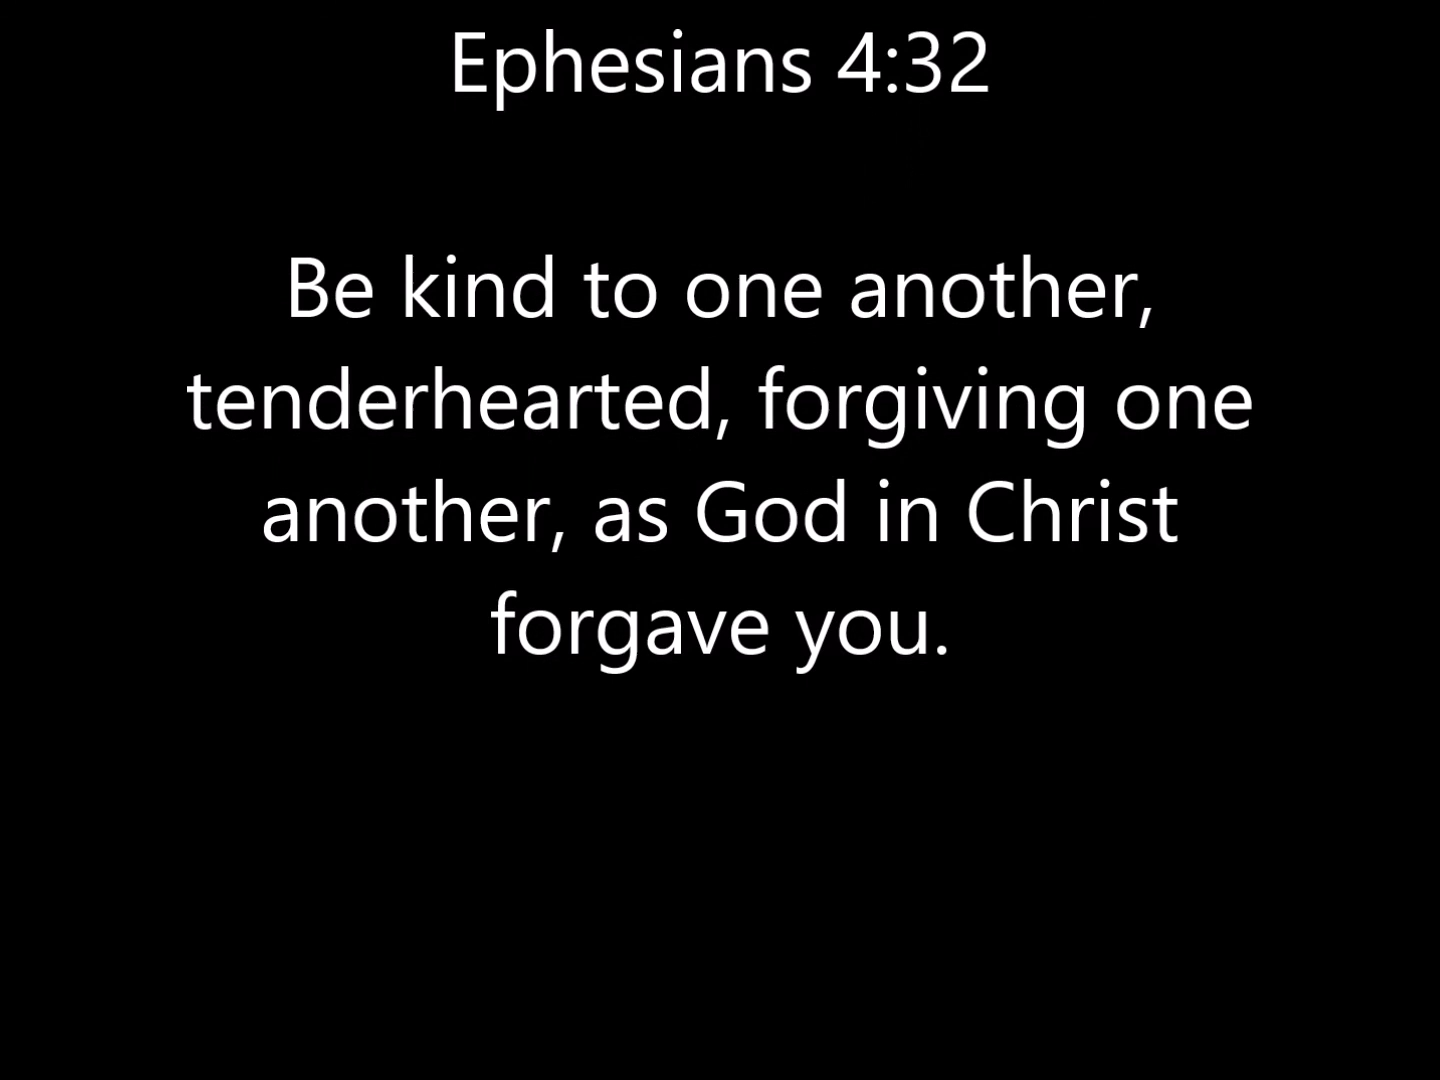 Ephesians 4:32
Be kind to one another,
tenderhearted, forgiving one
another, as God in Christ
forgave you.